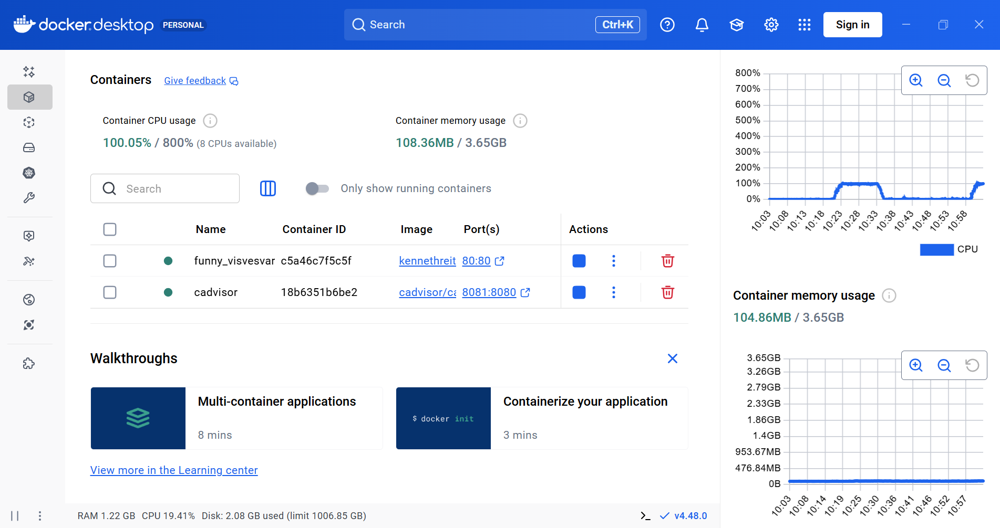 docker desktop PERSONAL
Search Ctrl+K
Sign in
Containers Give feedback
Container CPU usage
100.05% / 800% (8 CPUs available)
Container memory usage
108.36MB / 3.65GB
Search
Only show running containers
Name Container ID Image Port(s) Actions
funny_visvesvar c5a46c7f5c5f kennethreit 80:80
cadvisor 18b6351b6be2 cadvisor/ca 8081:8080
Walkthroughs
$ docker init
Multi-container applications
8 mins
Containerize your application
3 mins
View more in the Learning center
800%
700%
600%
500%
400%
300%
200%
100%
0%
10:03 10:08 10:13 10:18 10:23 10:28 10:33 10:38 10:43 10:48 10:53 10:58
CPU
Container memory usage
104.86MB / 3.65GB
3.65GB
3.26GB
2.79GB
2.33GB
1.86GB
1.4GB
953.67MB
476.84MB
0B
10:03 10:08 10:14 10:19 10:25 10:30 10:36 10:41 10:46 10:52 10:57
RAM 1.22 GB CPU 19.41% Disk: 2.08 GB used (limit 1006.85 GB)
v4.48.0